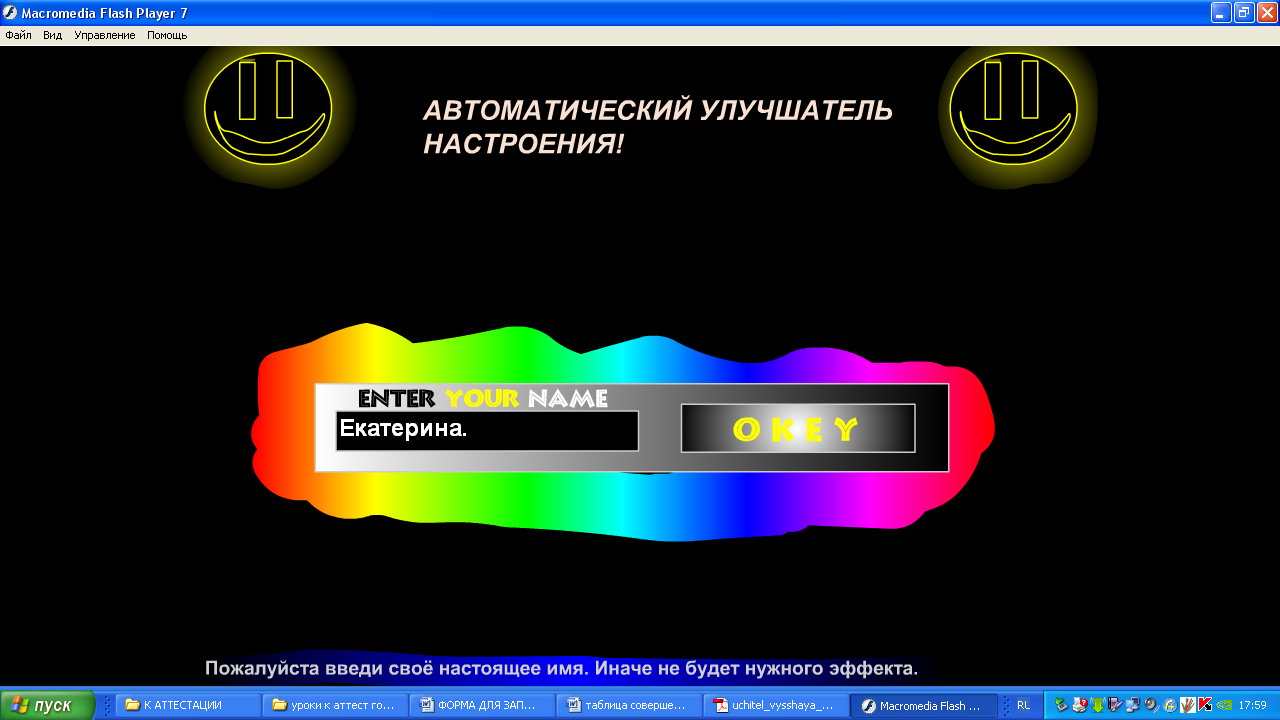 Macromedia Flash Player 7
Файл Вид Управление Помощь
АВТОМАТИЧЕСКИЙ УЛУЧШАТЕЛЬ
НАСТРОЕНИЯ!
ENTER YOUR NAME
Екатерина.
OKEY
Пожалуйста введи своё настоящее имя. Иначе не будет нужного эффекта.
пуск К АТТЕСТАЦИИ уроки к аттест го... ФОРМА ДЛЯ ЗАП... таблица соверше... uchitel_vysshaya_... Macromedia Flash ... RL 17:59